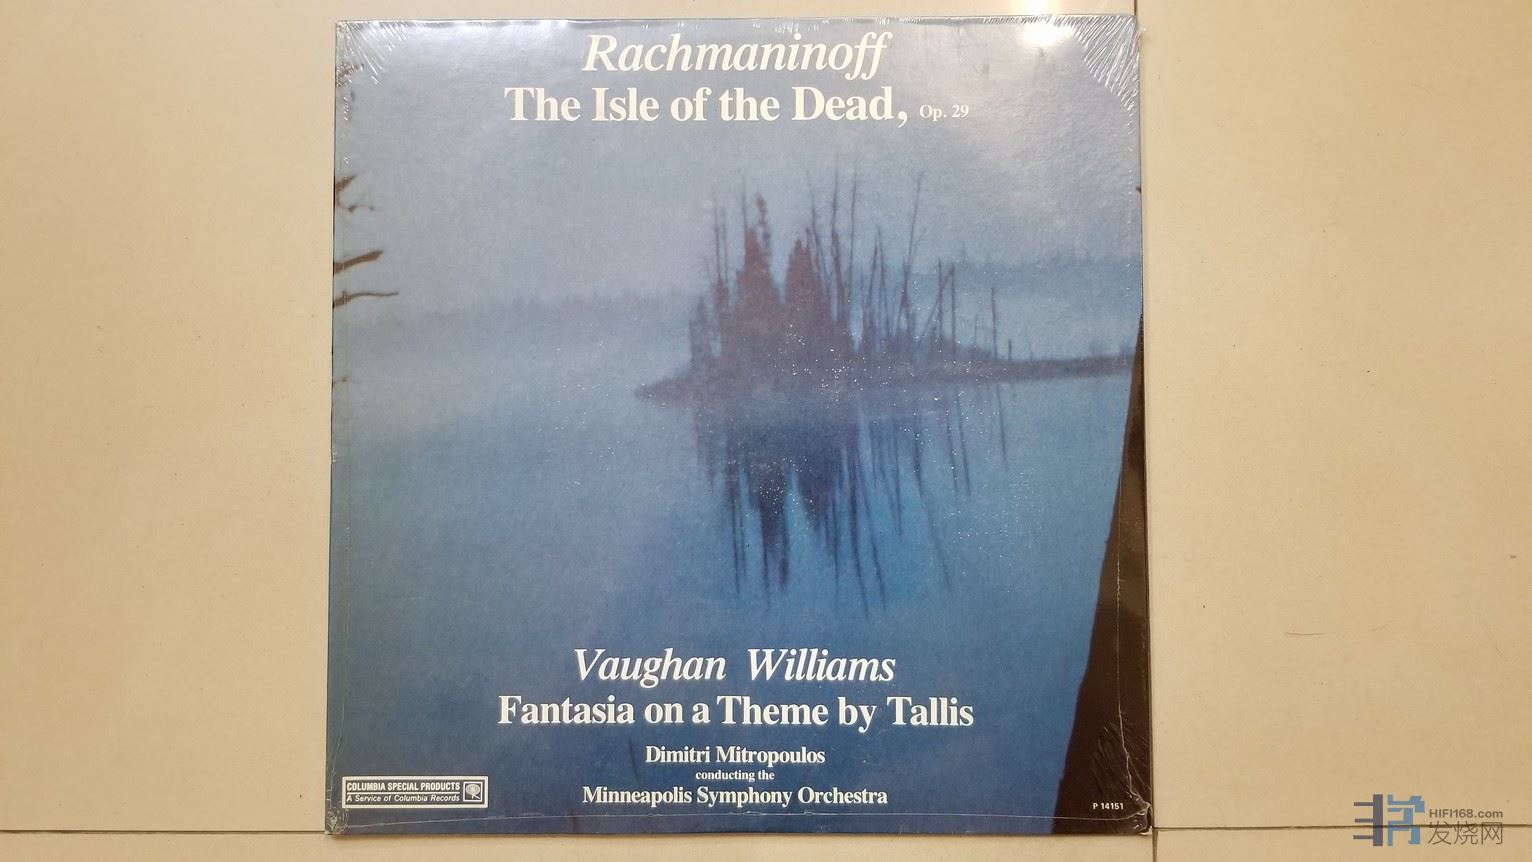 Rachmaninoff
The Isle of the Dead, Op. 29
Vaughan Williams
Fantasia on a Theme by Tallis
Dimitri Mitropoulos
conducting the
Minneapolis Symphony Orchestra
COLUMBIA SPECIAL PRODUCTS
A Service of Columbia Records
P 14151
HIFI168.com
发烧网